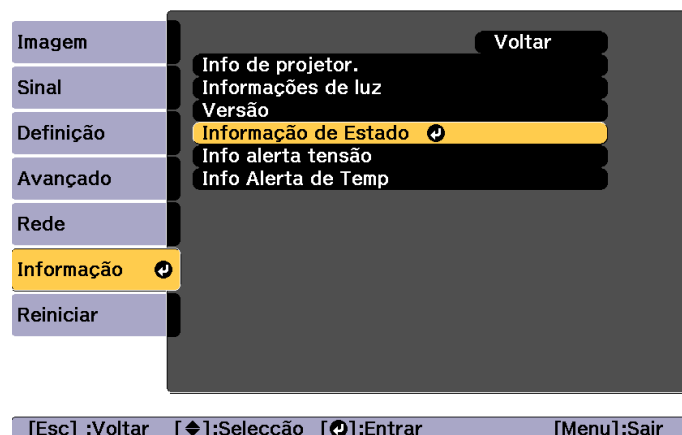 Imagem
Sinal
Definição
Avançado
Rede
Informação
Reiniciar
Voltar
Info de projetor.
Informações de luz
Versão
Informação de Estado
Info alerta tensão
Info Alerta de Temp
[Esc] :Voltar [ ]:Selecção [ ]:Entrar [Menu]:Sair